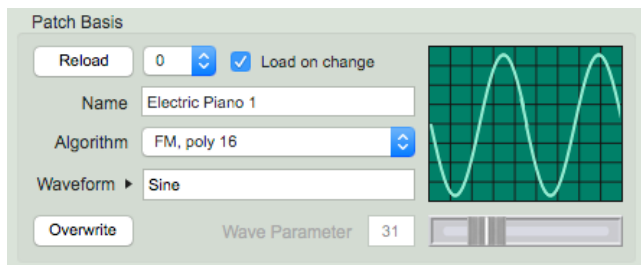 Patch Basis
Reload 0 Load on change
Name Electric Piano 1
Algorithm FM, poly 16
Waveform Sine
Overwrite Wave Parameter 31